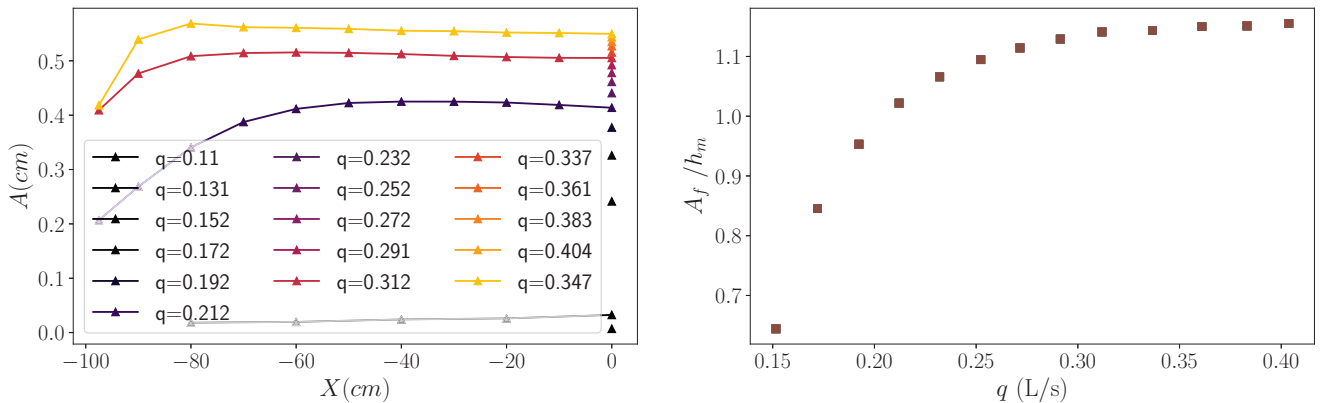 0.5
0.4
0.3
0.2
0.1
0.0
A(cm)
q=0.11
q=0.131
q=0.152
q=0.172
q=0.192
q=0.212
q=0.232
q=0.252
q=0.272
q=0.291
q=0.312
q=0.337
q=0.361
q=0.383
q=0.404
q=0.347
−100 −80 −60 −40 −20 0
X(cm)
1.1
1.0
0.9
0.8
0.7
A_f /h_m
0.15 0.20 0.25 0.30 0.35 0.40
q (L/s)